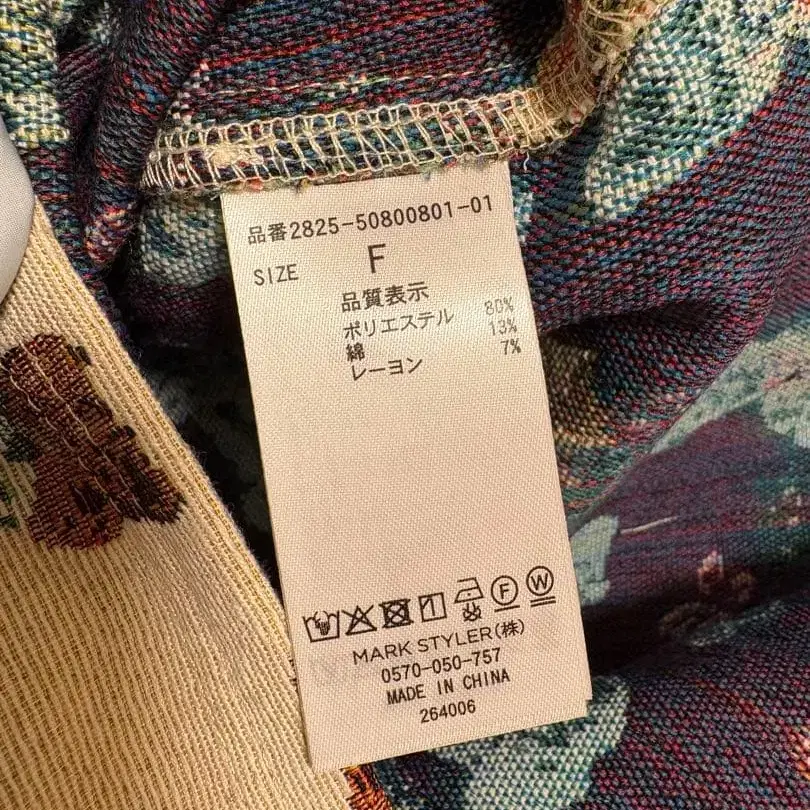 品番2825-50800801-01
SIZE F
品質表示
ポリエステル 80%
綿 13%
レーヨン 7%
F W
MARK STYLER(株)
0570-050-757
MADE IN CHINA
264006